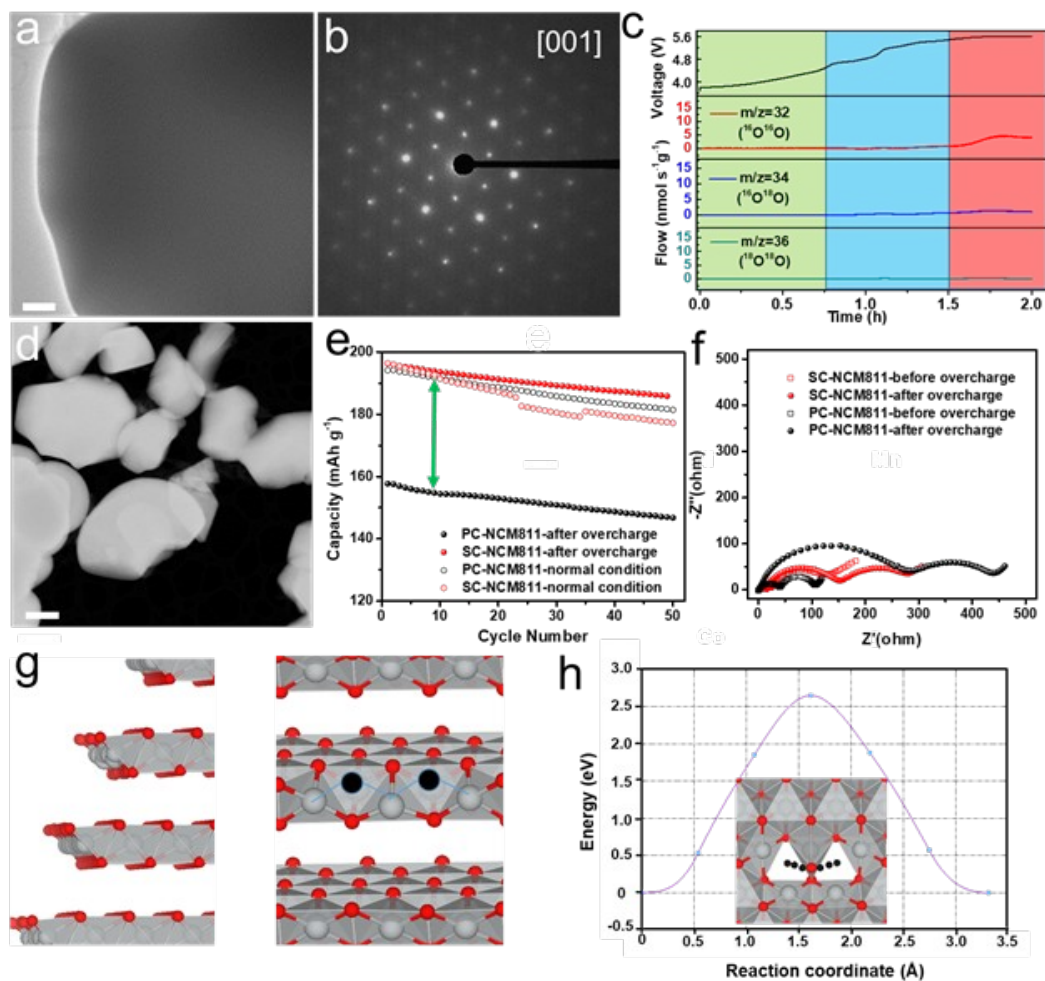 a
b
[001]
c
Voltage (V)
5.6
4.8
4.0
Flow (nmol s⁻¹g⁻¹)
15
10
5
0
m/z=32
(¹⁶O¹⁶O)
15
10
5
0
m/z=34
(¹⁶O¹⁸O)
15
10
5
0
m/z=36
(¹⁸O¹⁸O)
0.0 0.5 1.0 1.5 2.0
Time (h)
d
e
e
Capacity (mAh g⁻¹)
200
180
160
140
PC-NCM811-after overcharge
SC-NCM811-after overcharge
PC-NCM811-normal condition
SC-NCM811-normal condition
0 10 20 30 40 50
Cycle Number
f
-Z''(ohm)
500
400
300
200
100
0
SC-NCM811-before overcharge
SC-NCM811-after overcharge
PC-NCM811-before overcharge
PC-NCM811-after overcharge
Mn
0 100 200 300 400 500
Z'(ohm)
Co
g
h
Energy (eV)
3.0
2.5
2.0
1.5
1.0
0.5
0
-0.5
0 0.5 1.0 1.5 2.0 2.5 3.0 3.5
Reaction coordinate (Å)